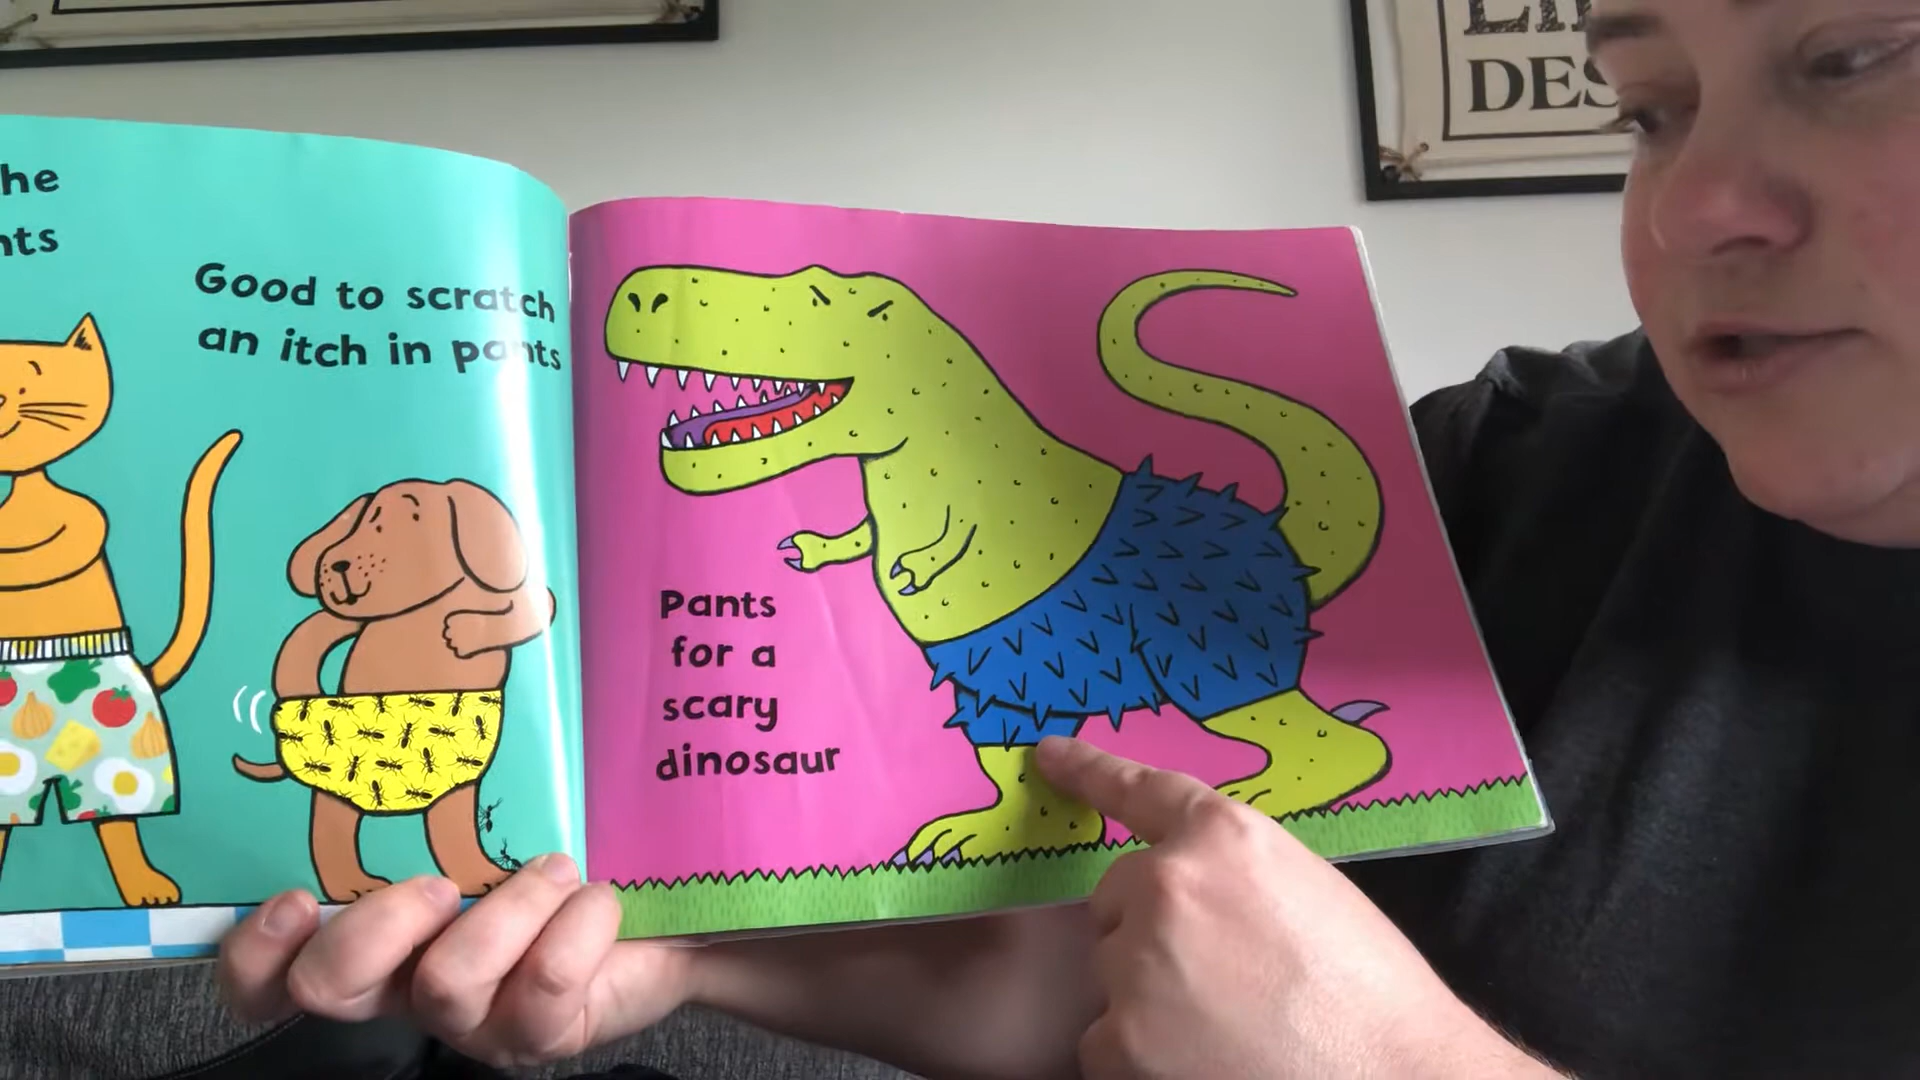 he
nts
Good to scratch
an itch in pants
Pants
for a
scary
dinosaur
DES